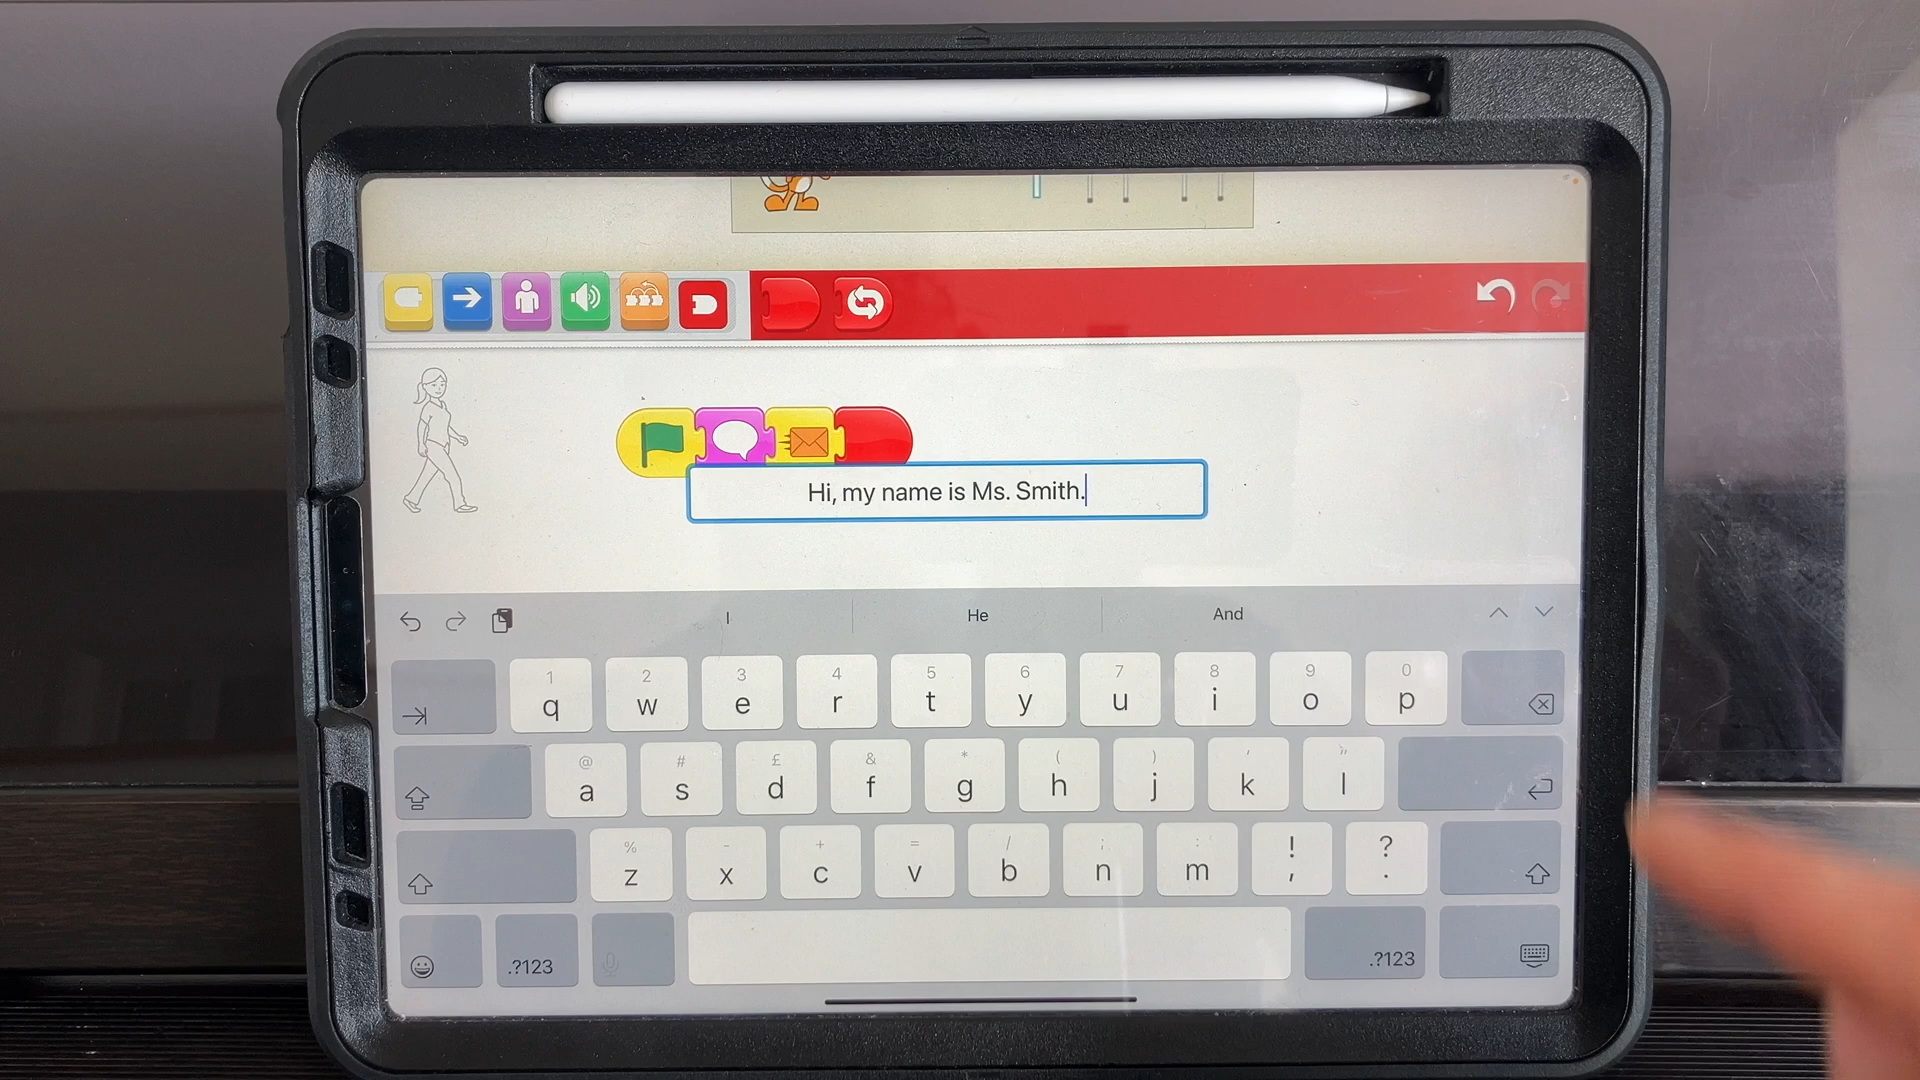 Hi, my name is Ms. Smith.
I He And
1 2 3 4 5 6 7 8 9 0
q w e r t y u i o p
@ # £ & * ( ) ' "
a s d f g h j k l
% - + = / ; : ! ?
z x c v b n m , .
.?123 .?123